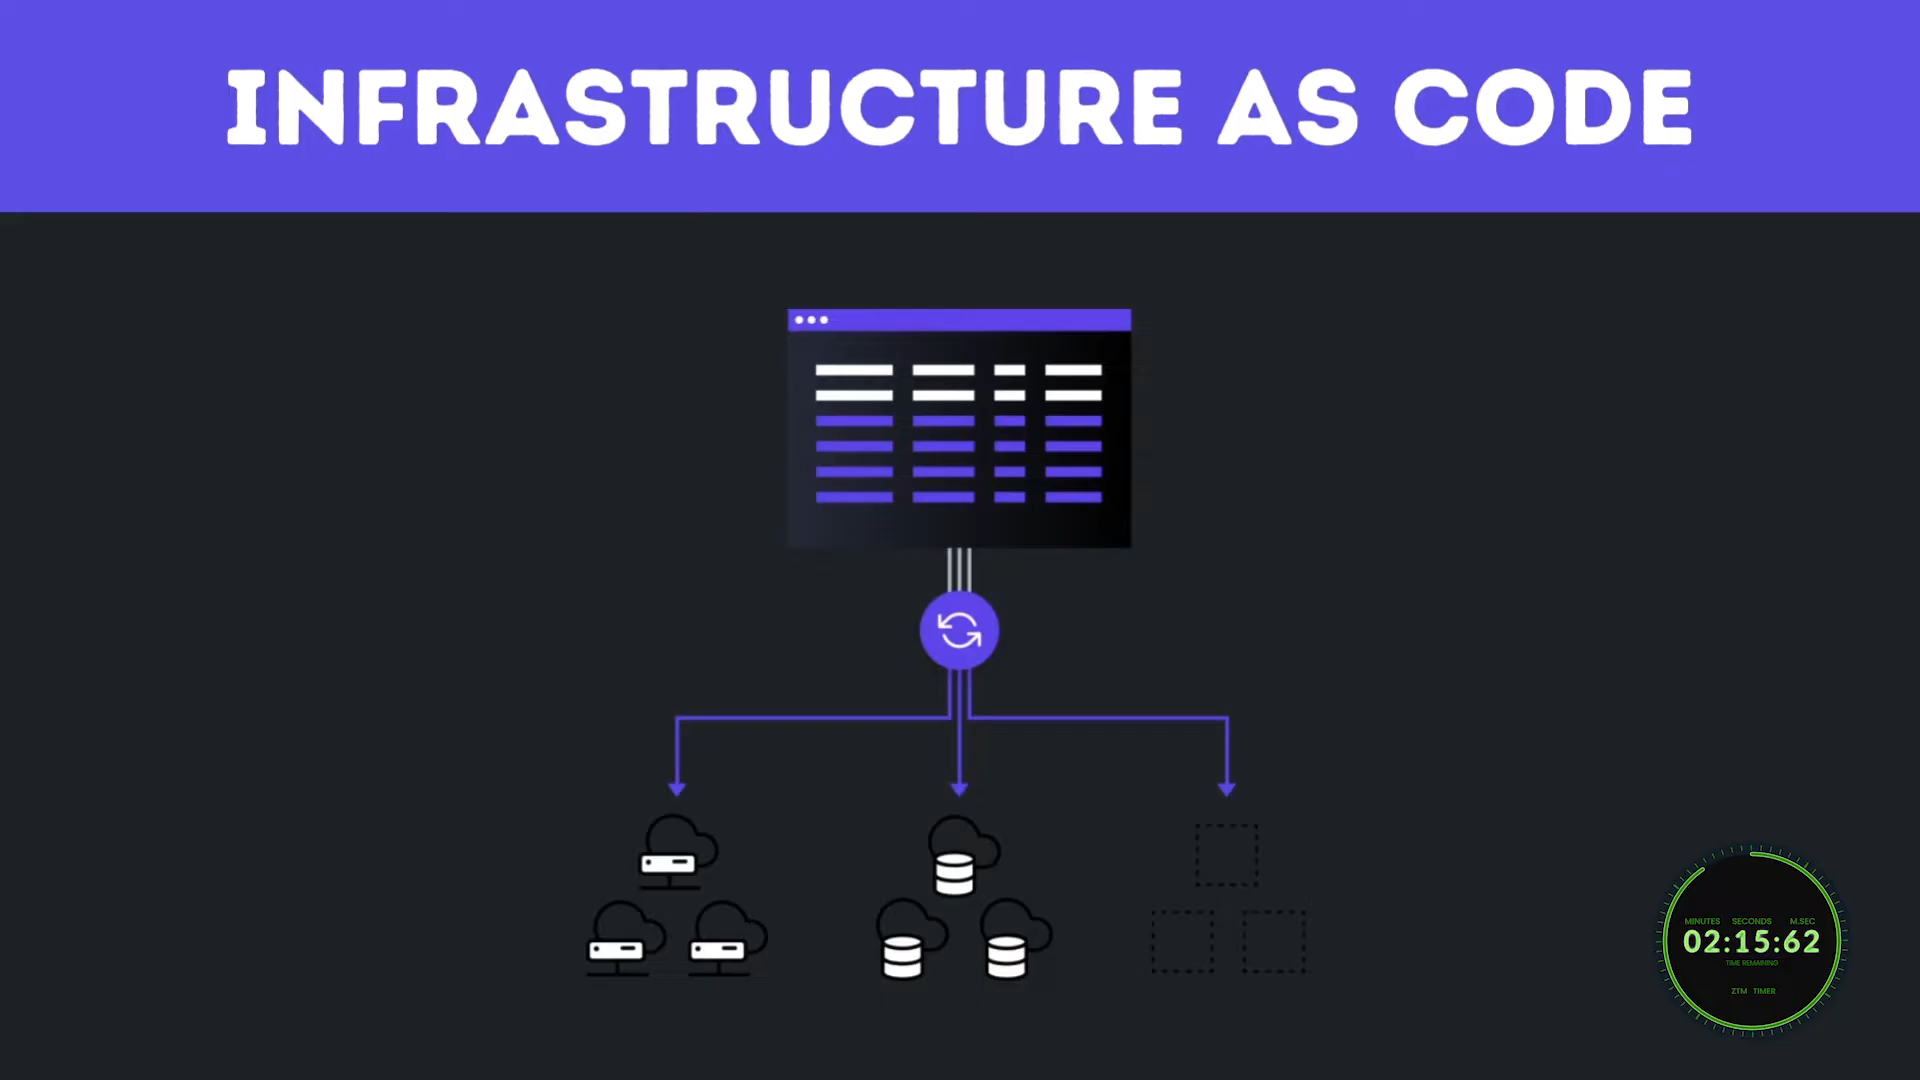 INFRASTRUCTURE AS CODE
MINUTES SECONDS M.SEC
02:15:62
TIME REMAINING
ZTM TIMER